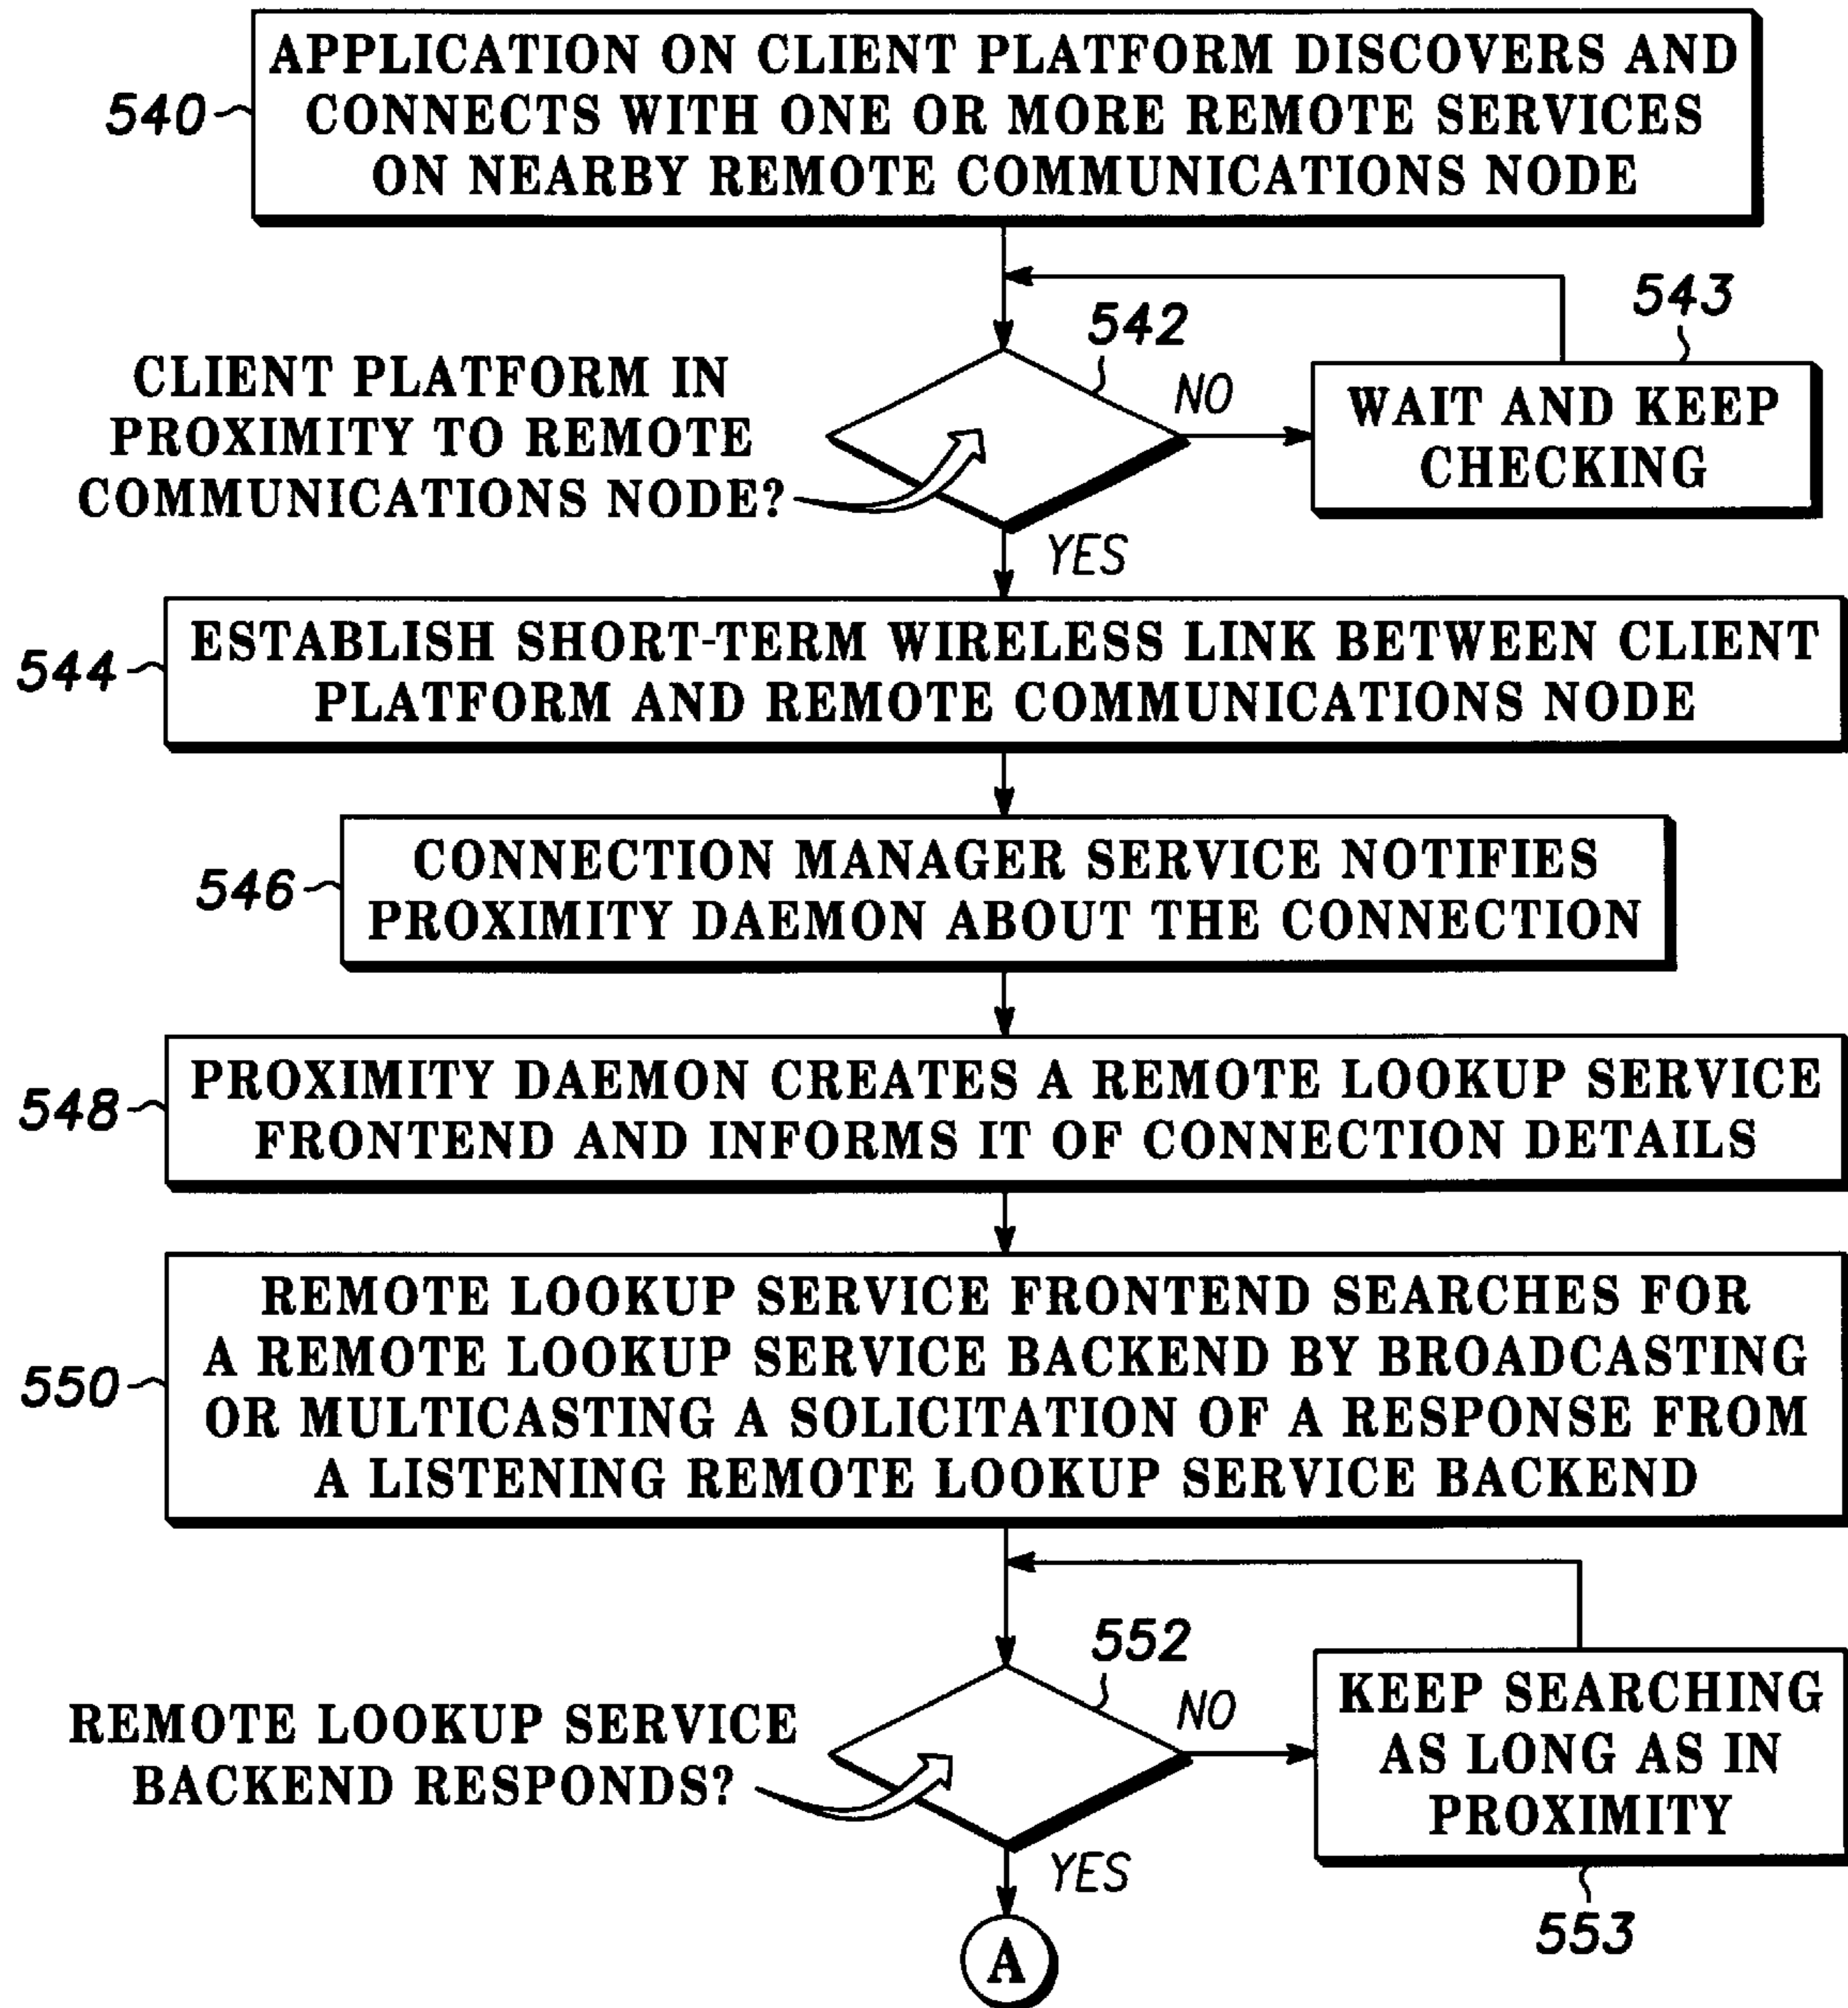 APPLICATION ON CLIENT PLATFORM DISCOVERS AND
CONNECTS WITH ONE OR MORE REMOTE SERVICES
ON NEARBY REMOTE COMMUNICATIONS NODE
540
542
543
CLIENT PLATFORM IN
PROXIMITY TO REMOTE
COMMUNICATIONS NODE?
NO
WAIT AND KEEP
CHECKING
YES
544
ESTABLISH SHORT-TERM WIRELESS LINK BETWEEN CLIENT
PLATFORM AND REMOTE COMMUNICATIONS NODE
546
CONNECTION MANAGER SERVICE NOTIFIES
PROXIMITY DAEMON ABOUT THE CONNECTION
548
PROXIMITY DAEMON CREATES A REMOTE LOOKUP SERVICE
FRONTEND AND INFORMS IT OF CONNECTION DETAILS
550
REMOTE LOOKUP SERVICE FRONTEND SEARCHES FOR
A REMOTE LOOKUP SERVICE BACKEND BY BROADCASTING
OR MULTICASTING A SOLICITATION OF A RESPONSE FROM
A LISTENING REMOTE LOOKUP SERVICE BACKEND
552
REMOTE LOOKUP SERVICE
BACKEND RESPONDS?
NO
KEEP SEARCHING
AS LONG AS IN
PROXIMITY
553
YES
A